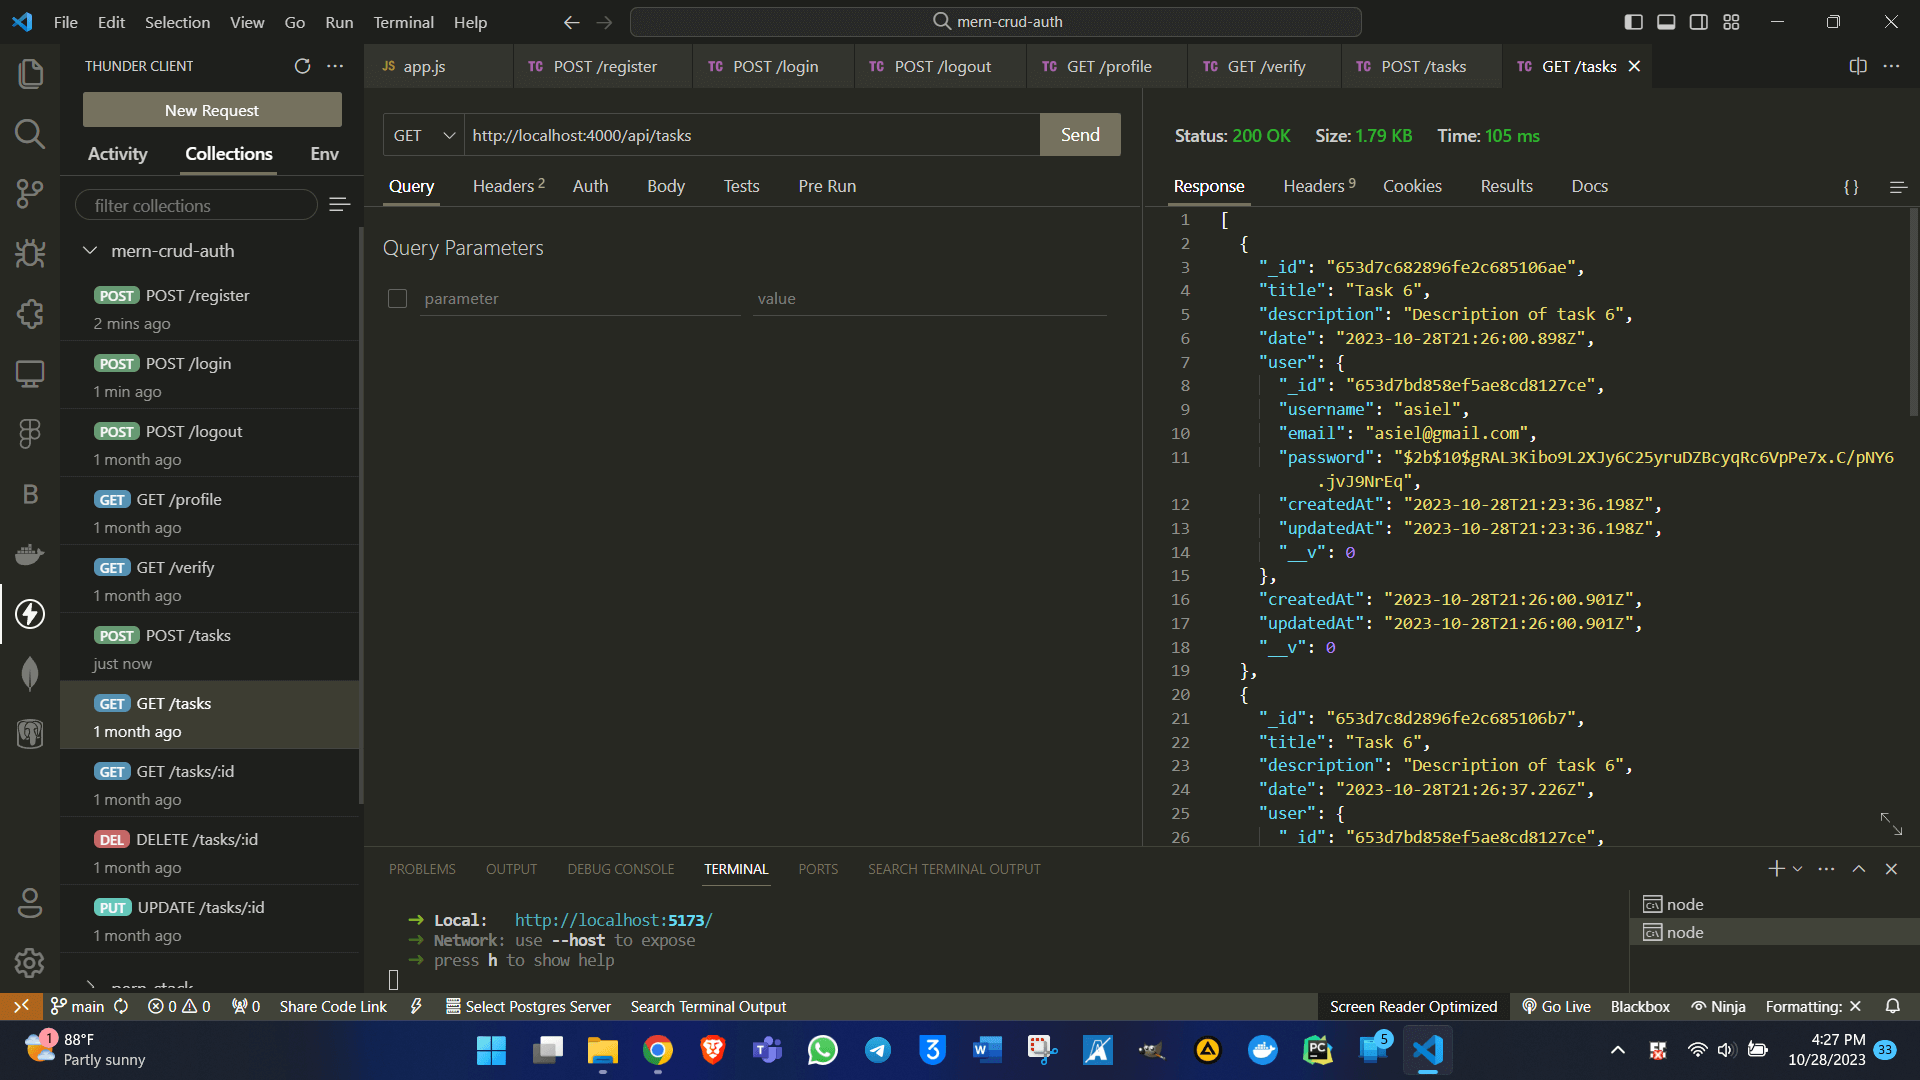 File Edit Selection View Go Run Terminal Help
mern-crud-auth
THUNDER CLIENT
New Request
Activity Collections Env
filter collections
mern-crud-auth
POST POST /register
2 mins ago
POST POST /login
1 min ago
POST POST /logout
1 month ago
GET GET /profile
1 month ago
GET GET /verify
1 month ago
POST POST /tasks
just now
GET GET /tasks
1 month ago
GET GET /tasks/:id
1 month ago
DEL DELETE /tasks/:id
1 month ago
PUT UPDATE /tasks/:id
1 month ago
JS app.js TC POST /register TC POST /login TC POST /logout TC GET /profile TC GET /verify TC POST /tasks TC GET /tasks
GET http://localhost:4000/api/tasks Send
Query Headers 2 Auth Body Tests Pre Run
Query Parameters
parameter value
Status: 200 OK Size: 1.79 KB Time: 105 ms
Response Headers 9 Cookies Results Docs {}
1 [
2 {
3 "_id": "653d7c682896fe2c685106ae",
4 "title": "Task 6",
5 "description": "Description of task 6",
6 "date": "2023-10-28T21:26:00.898Z",
7 "user": {
8 "_id": "653d7bd858ef5ae8cd8127ce",
9 "username": "asiel",
10 "email": "asiel@gmail.com",
11 "password": "$2b$10$gRAL3Kibo9L2XJy6C25yruDZBcyqRc6VpPe7x.C/pNY6
.jvJ9NrEq",
12 "createdAt": "2023-10-28T21:23:36.198Z",
13 "updatedAt": "2023-10-28T21:23:36.198Z",
14 "__v": 0
15 },
16 "createdAt": "2023-10-28T21:26:00.901Z",
17 "updatedAt": "2023-10-28T21:26:00.901Z",
18 "__v": 0
19 },
20 {
21 "_id": "653d7c8d2896fe2c685106b7",
22 "title": "Task 6",
23 "description": "Description of task 6",
24 "date": "2023-10-28T21:26:37.226Z",
25 "user": {
26 "_id": "653d7bd858ef5ae8cd8127ce",
PROBLEMS OUTPUT DEBUG CONSOLE TERMINAL PORTS SEARCH TERMINAL OUTPUT
➜ Local: http://localhost:5173/
➜ Network: use --host to expose
➜ press h to show help
node
node
main 0 0 0 Share Code Link Select Postgres Server Search Terminal Output
Screen Reader Optimized Go Live Blackbox Ninja Formatting: ✕
1 88°F
Partly sunny
5
4:27 PM
10/28/2023 33